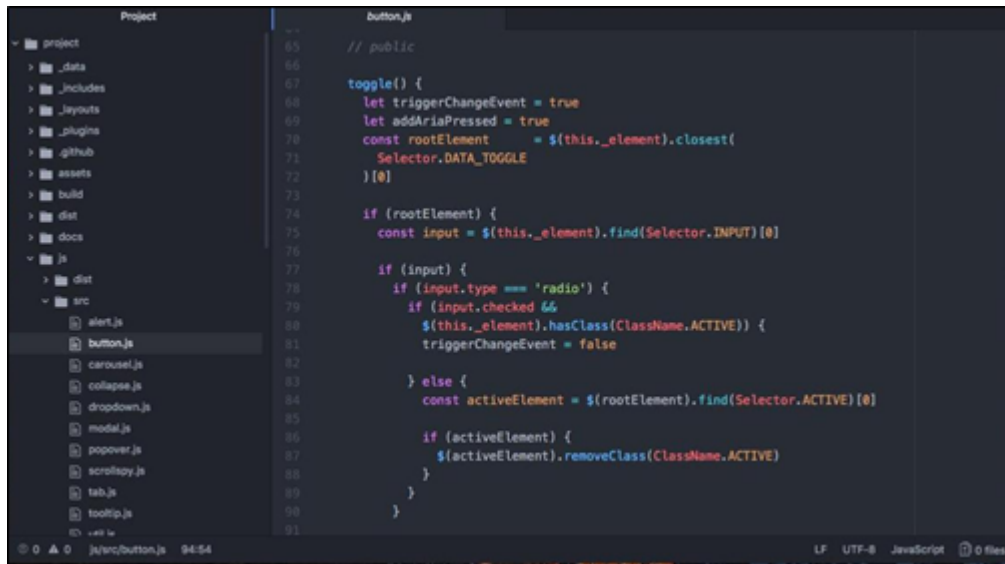 Project
project
_data
_includes
_layouts
_plugins
.github
assets
build
dist
docs
js
dist
src
alert.js
button.js
carousel.js
collapse.js
dropdown.js
modal.js
popover.js
scrollspy.js
tab.js
tooltip.js
button.js
65 // public
66
67 toggle() {
68 let triggerChangeEvent = true
69 let addAriaPressed = true
70 const rootElement = $(this._element).closest(
71 Selector.DATA_TOGGLE
72 )[0]
73
74 if (rootElement) {
75 const input = $(this._element).find(Selector.INPUT)[0]
76
77 if (input) {
78 if (input.type === 'radio') {
79 if (input.checked &&
80 $(this._element).hasClass(ClassName.ACTIVE)) {
81 triggerChangeEvent = false
82
83 } else {
84 const activeElement = $(rootElement).find(Selector.ACTIVE)[0]
85
86 if (activeElement) {
87 $(activeElement).removeClass(ClassName.ACTIVE)
88 }
89 }
90 }
91
0 0 js/src/button.js 94:54 LF UTF-8 JavaScript 0 files